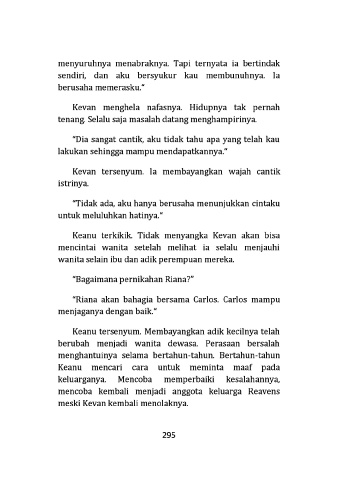 menyuruhnya menabraknya. Tapi ternyata ia bertindak
sendiri, dan aku bersyukur kau membunuhnya. Ia
berusaha memerasku."
Kevan menghela nafasnya. Hidupnya tak pernah
tenang. Selalu saja masalah datang menghampirinya.
"Dia sangat cantik, aku tidak tahu apa yang telah kau
lakukan sehingga mampu mendapatkannya."
Kevan tersenyum. Ia membayangkan wajah cantik
istrinya.
"Tidak ada, aku hanya berusaha menunjukkan cintaku
untuk meluluhkan hatinya."
Keanu terkikik. Tidak menyangka Kevan akan bisa
mencintai wanita setelah melihat ia selalu menjauhi
wanita selain ibu dan adik perempuan mereka.
"Bagaimana pernikahan Riana?"
"Riana akan bahagia bersama Carlos. Carlos mampu
menjaganya dengan baik."
Keanu tersenyum. Membayangkan adik kecilnya telah
berubah menjadi wanita dewasa. Perasaan bersalah
menghantuinya selama bertahun-tahun. Bertahun-tahun
Keanu mencari cara untuk meminta maaf pada
keluarganya. Mencoba memperbaiki kesalahannya,
mencoba kembali menjadi anggota keluarga Reavens
meski Kevan kembali menolaknya.
295